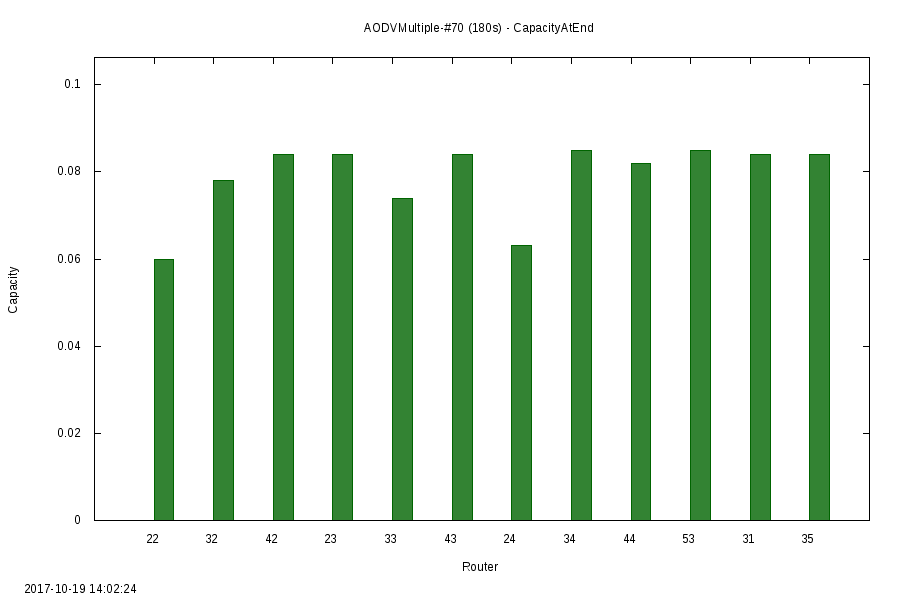 AODVMultiple-#70 (180s) - CapacityAtEnd
0.1
0.08
0.06
0.04
0.02
0
Capacity
22 32 42 23 33 43 24 34 44 53 31 35
Router
2017-10-19 14:02:24